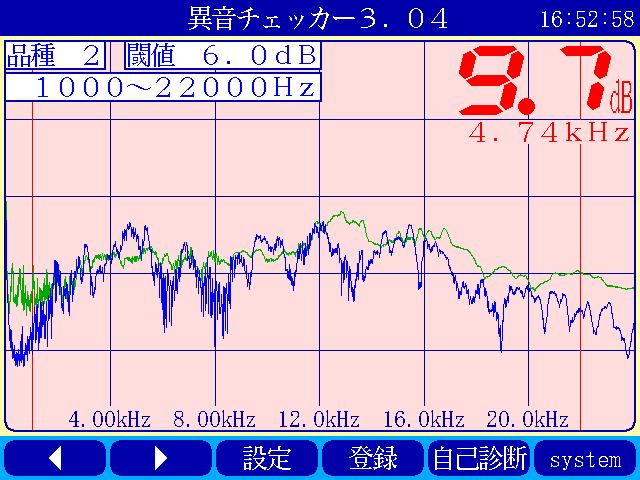 異音チェッカー３．０４ 16:52:58
品種 ２ 閾値 ６．０ｄＢ
１０００～２２０００Ｈｚ
9.7dB
４．７４ｋＨｚ
4.00kHz 8.00kHz 12.0kHz 16.0kHz 20.0kHz
設定 登録 自己診断 system